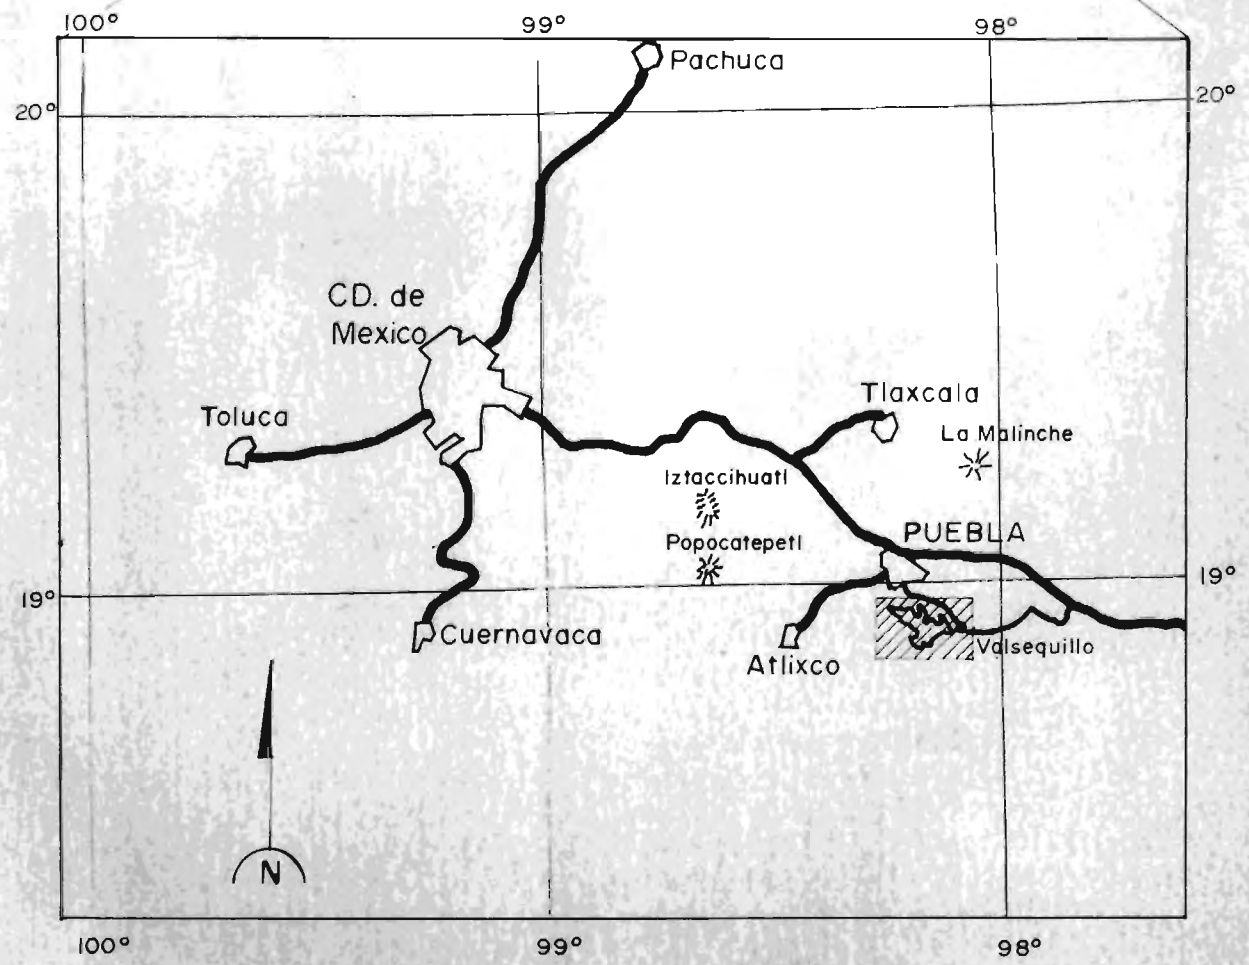 100°
99°
98°
Pachuca
20°
20°
CD. de
Mexico
Tlaxcala
Toluca
La Malinche
Iztaccihuatl
PUEBLA
Popocatepetl
19°
19°
Cuernavaca
Valsequillo
Atlixco
N
100°
99°
98°